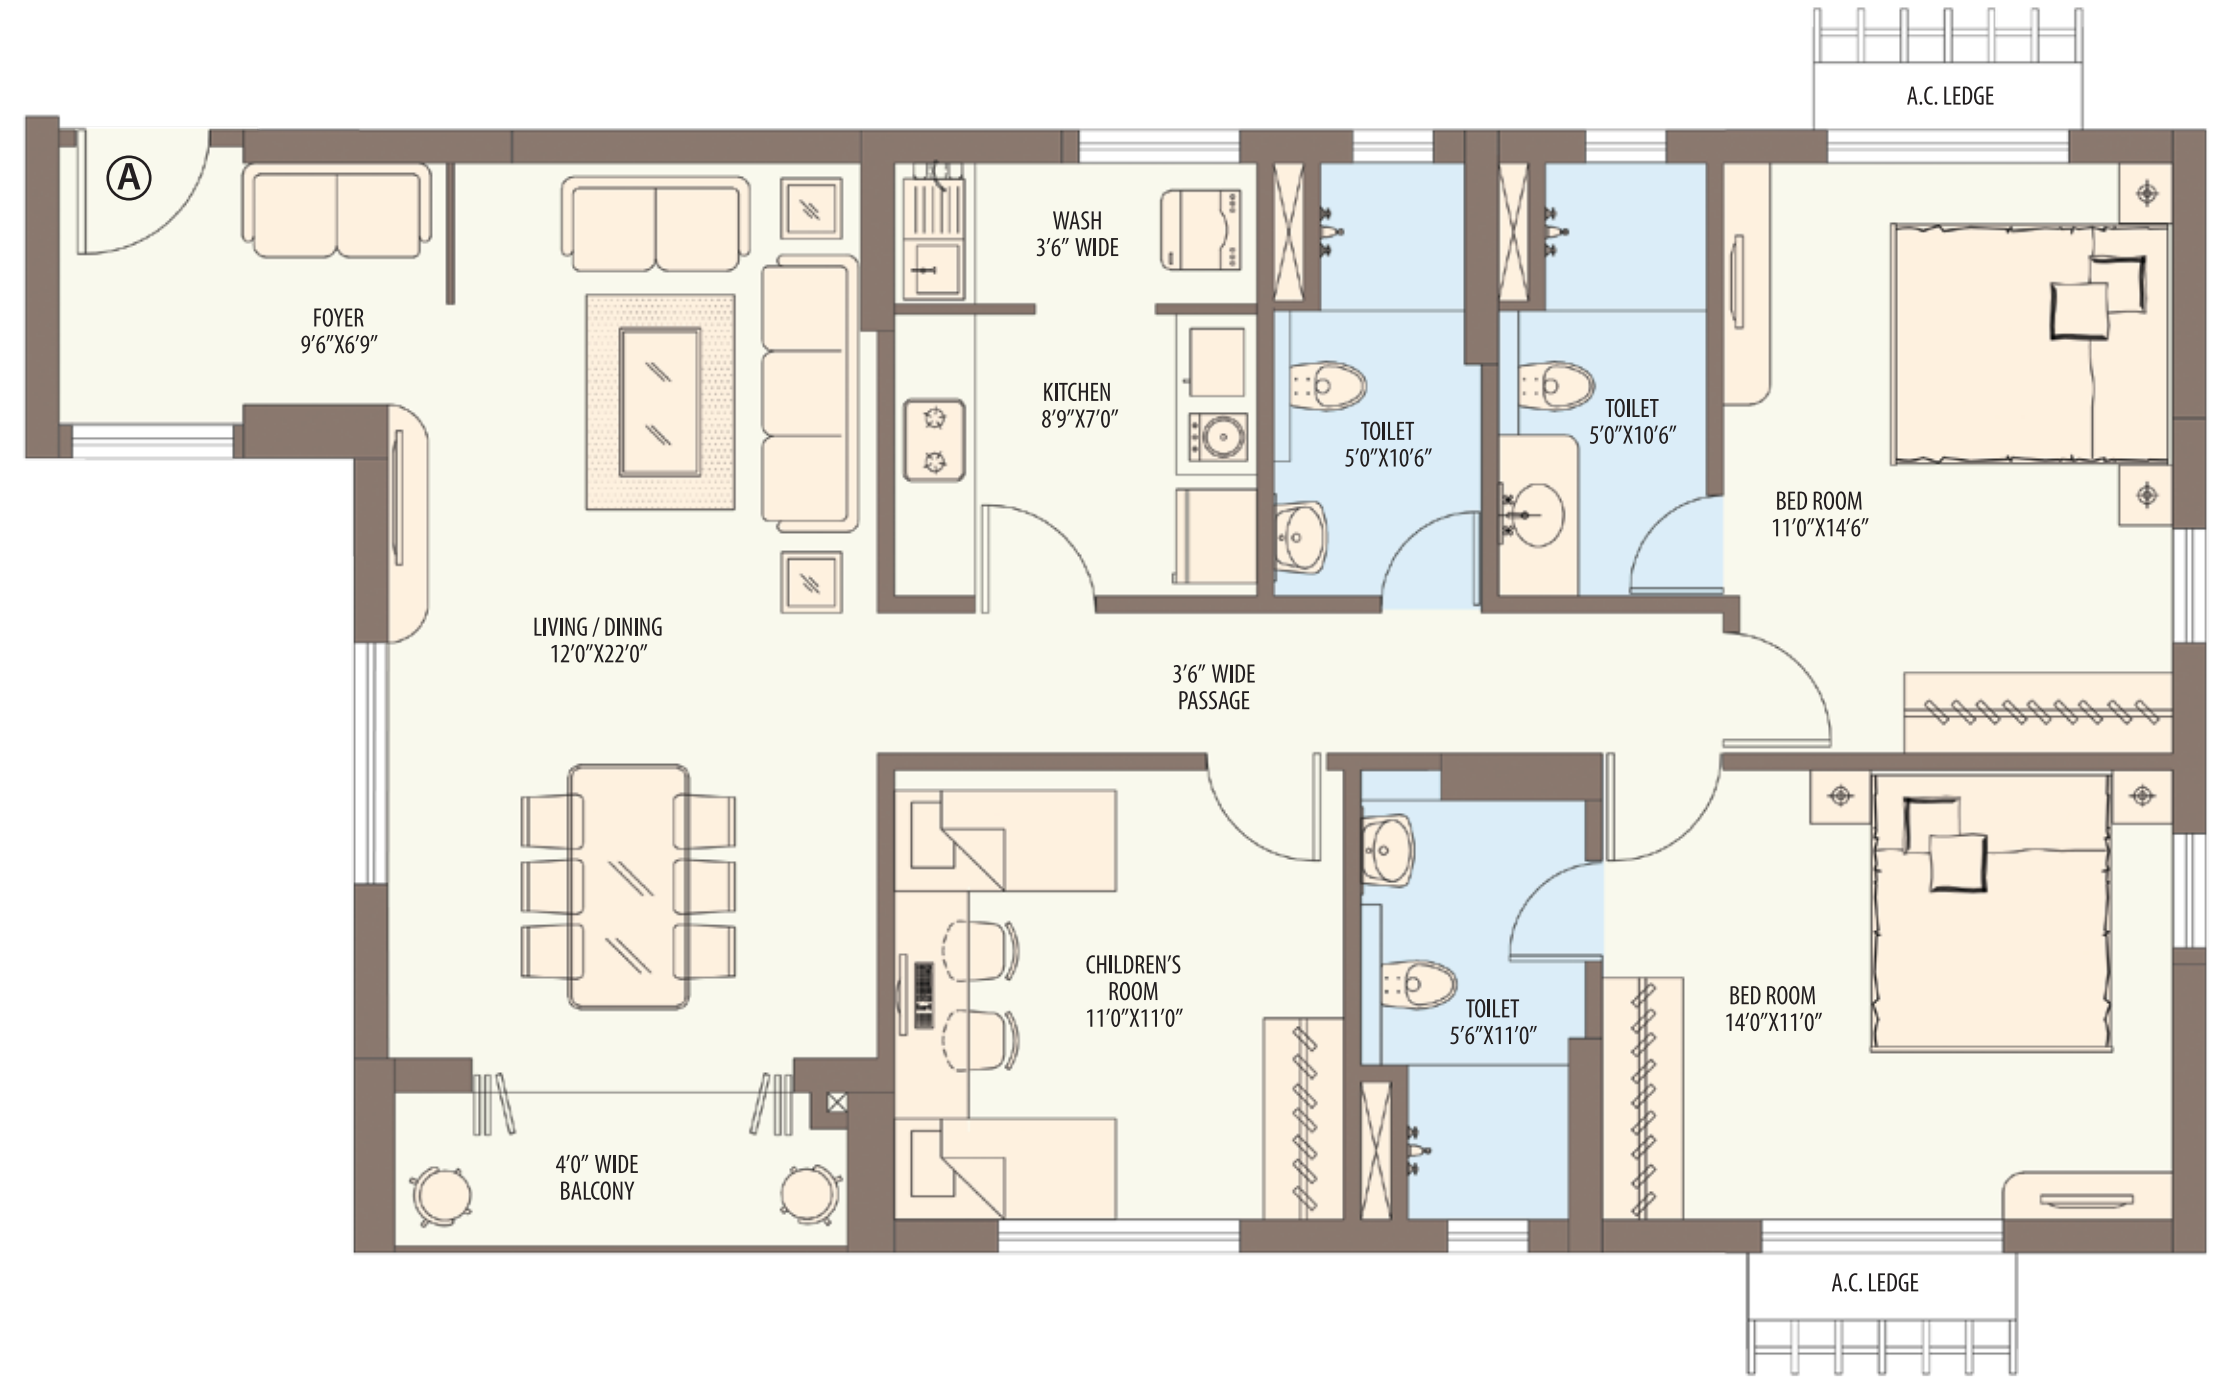 A.C. LEDGE
A
WASH
3'6" WIDE
FOYER
9'6"X6'9"
KITCHEN
8'9"X7'0"
TOILET
5'0"X10'6"
TOILET
5'0"X10'6"
BED ROOM
11'0"X14'6"
LIVING / DINING
12'0"X22'0"
3'6" WIDE
PASSAGE
CHILDREN'S
ROOM
11'0"X11'0"
TOILET
5'6"X11'0"
BED ROOM
14'0"X11'0"
4'0" WIDE
BALCONY
A.C. LEDGE